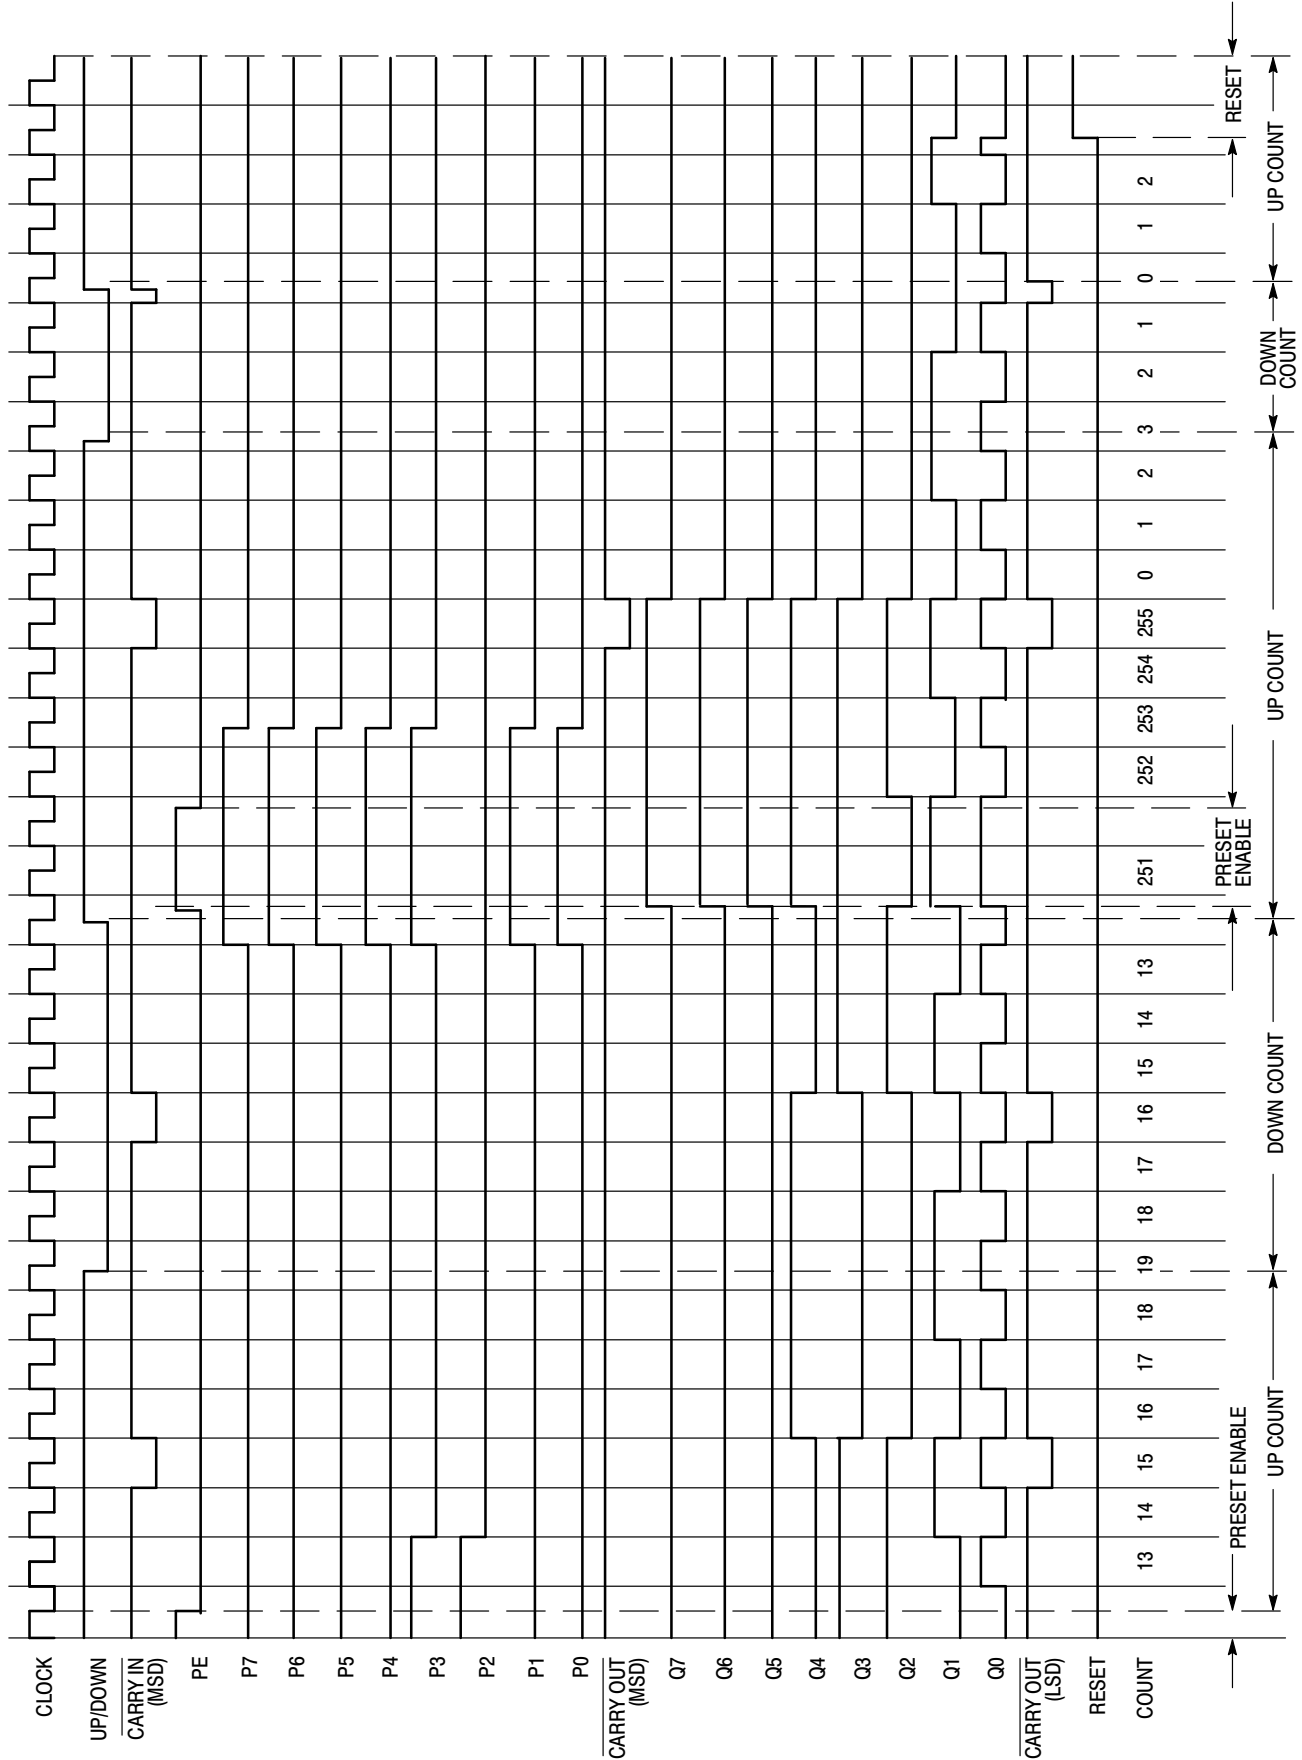 CLOCK
UP/DOWN
CARRY IN
(MSD)
PE
P7
P6
P5
P4
P3
P2
P1
P0
CARRY OUT
(MSD)
Q7
Q6
Q5
Q4
Q3
Q2
Q1
Q0
CARRY OUT
(LSD)
RESET
COUNT
13 14 15 16 17 18 19 18 17 16 15 14 13 251 252 253 254 255 0 1 2 3 2 1 0 1 2
PRESET ENABLE
PRESET
ENABLE
RESET
UP COUNT
DOWN COUNT
UP COUNT
DOWN
COUNT
UP COUNT